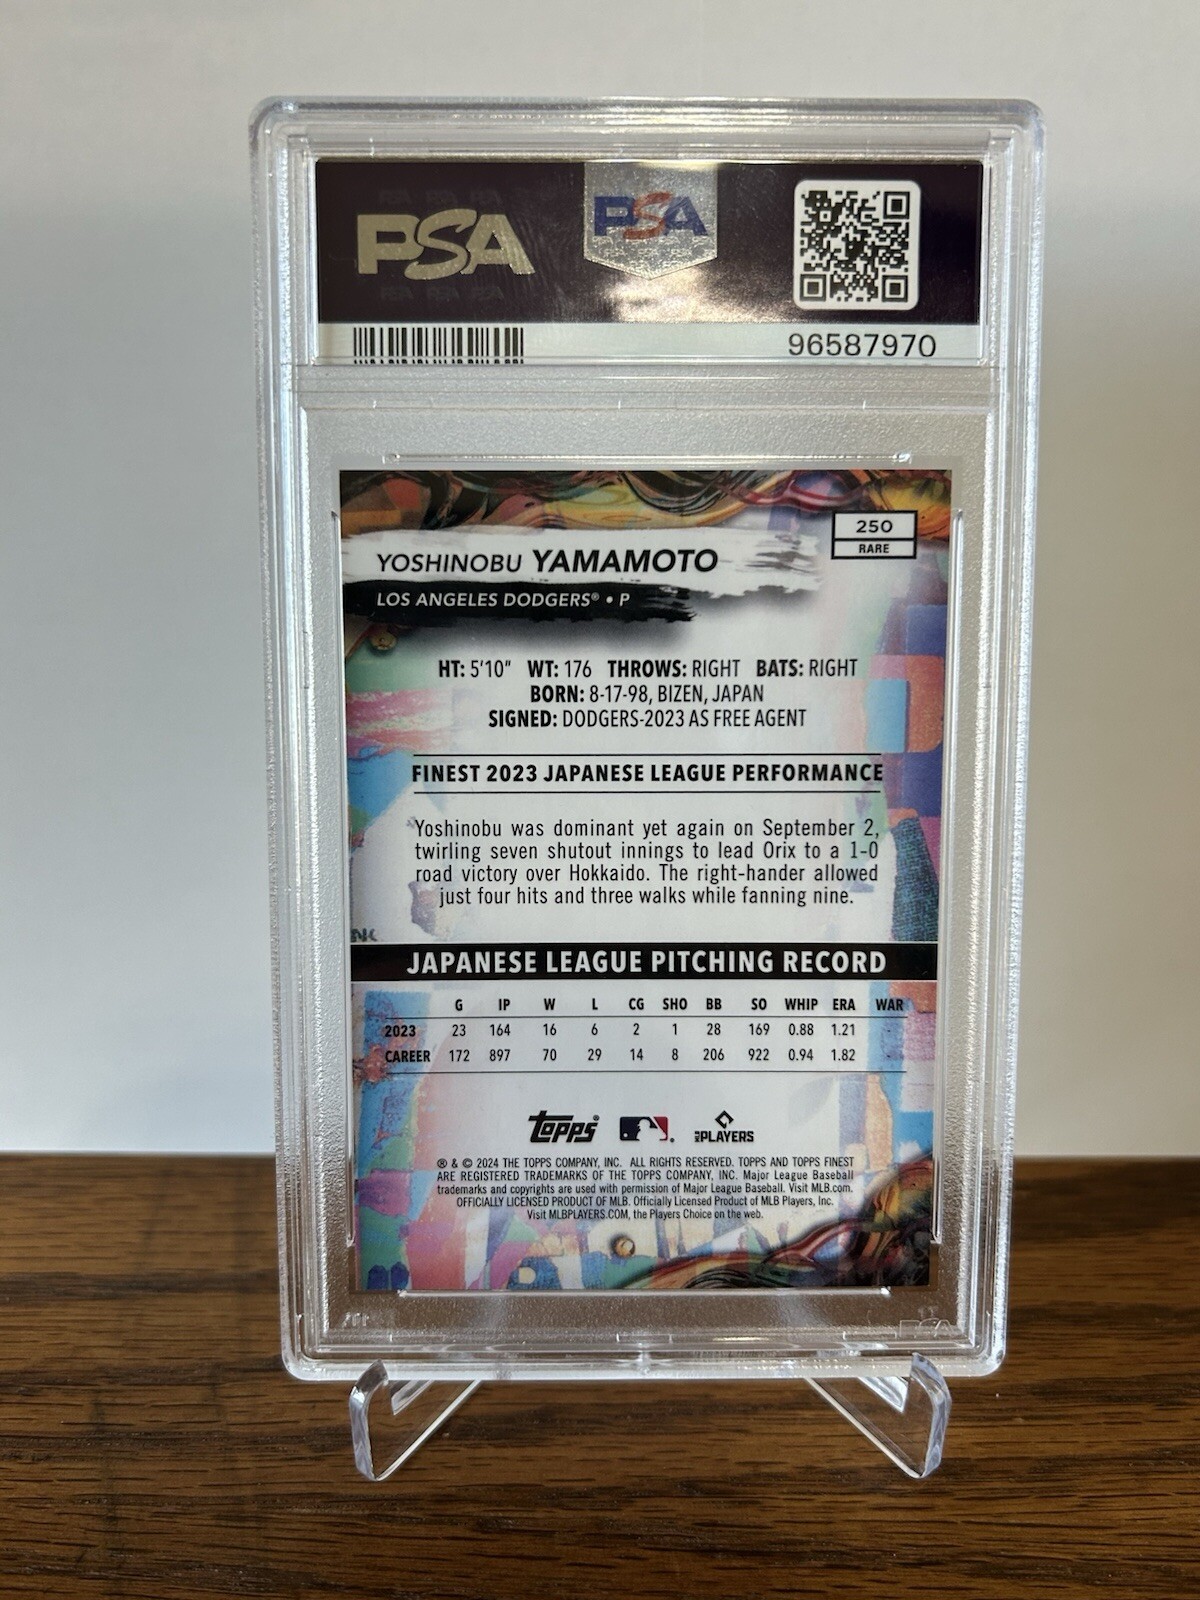 PSA
PSA
96587970
250
RARE
YOSHINOBU YAMAMOTO
LOS ANGELES DODGERS® • P
HT: 5'10" WT: 176 THROWS: RIGHT BATS: RIGHT
BORN: 8-17-98, BIZEN, JAPAN
SIGNED: DODGERS-2023 AS FREE AGENT
FINEST 2023 JAPANESE LEAGUE PERFORMANCE
Yoshinobu was dominant yet again on September 2,
twirling seven shutout innings to lead Orix to a 1-0
road victory over Hokkaido. The right-hander allowed
just four hits and three walks while fanning nine.
JAPANESE LEAGUE PITCHING RECORD
G IP W L CG SHO BB SO WHIP ERA WAR
2023 23 164 16 6 2 1 28 169 0.88 1.21
CAREER 172 897 70 29 14 8 206 922 0.94 1.82
Topps® MLB PLAYERS
® & © 2024 THE TOPPS COMPANY, INC. ALL RIGHTS RESERVED. TOPPS AND TOPPS FINEST
ARE REGISTERED TRADEMARKS OF THE TOPPS COMPANY, INC. Major League Baseball
trademarks and copyrights are used with permission of Major League Baseball. Visit MLB.com.
OFFICIALLY LICENSED PRODUCT OF MLB. Officially Licensed Product of MLB Players, Inc.
Visit MLBPLAYERS.COM, the Players Choice on the web.
PSA